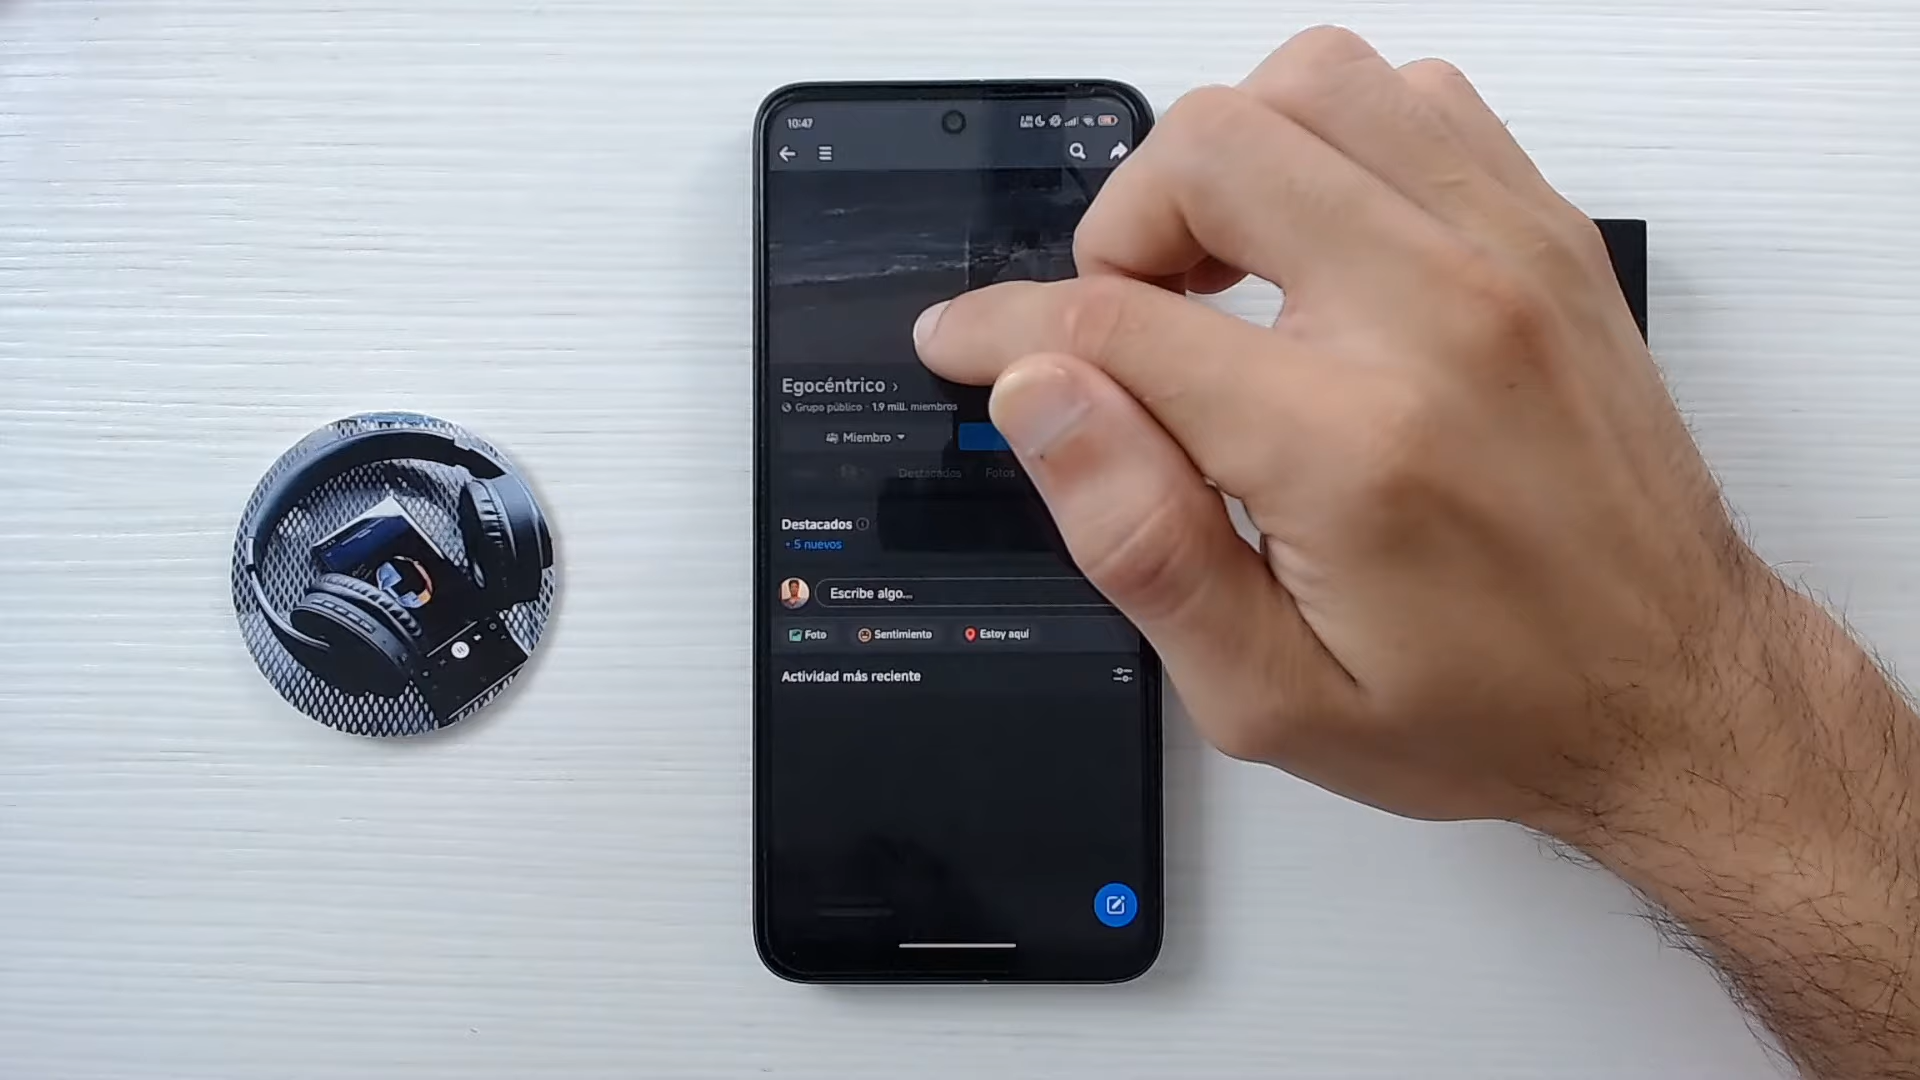 10:47
Egocéntrico ›
Grupo público · 1.9 mill. miembros
Miembro
Destacados Fotos
Destacados
• 5 nuevos
Escribe algo...
Foto Sentimiento Estoy aquí
Actividad más reciente